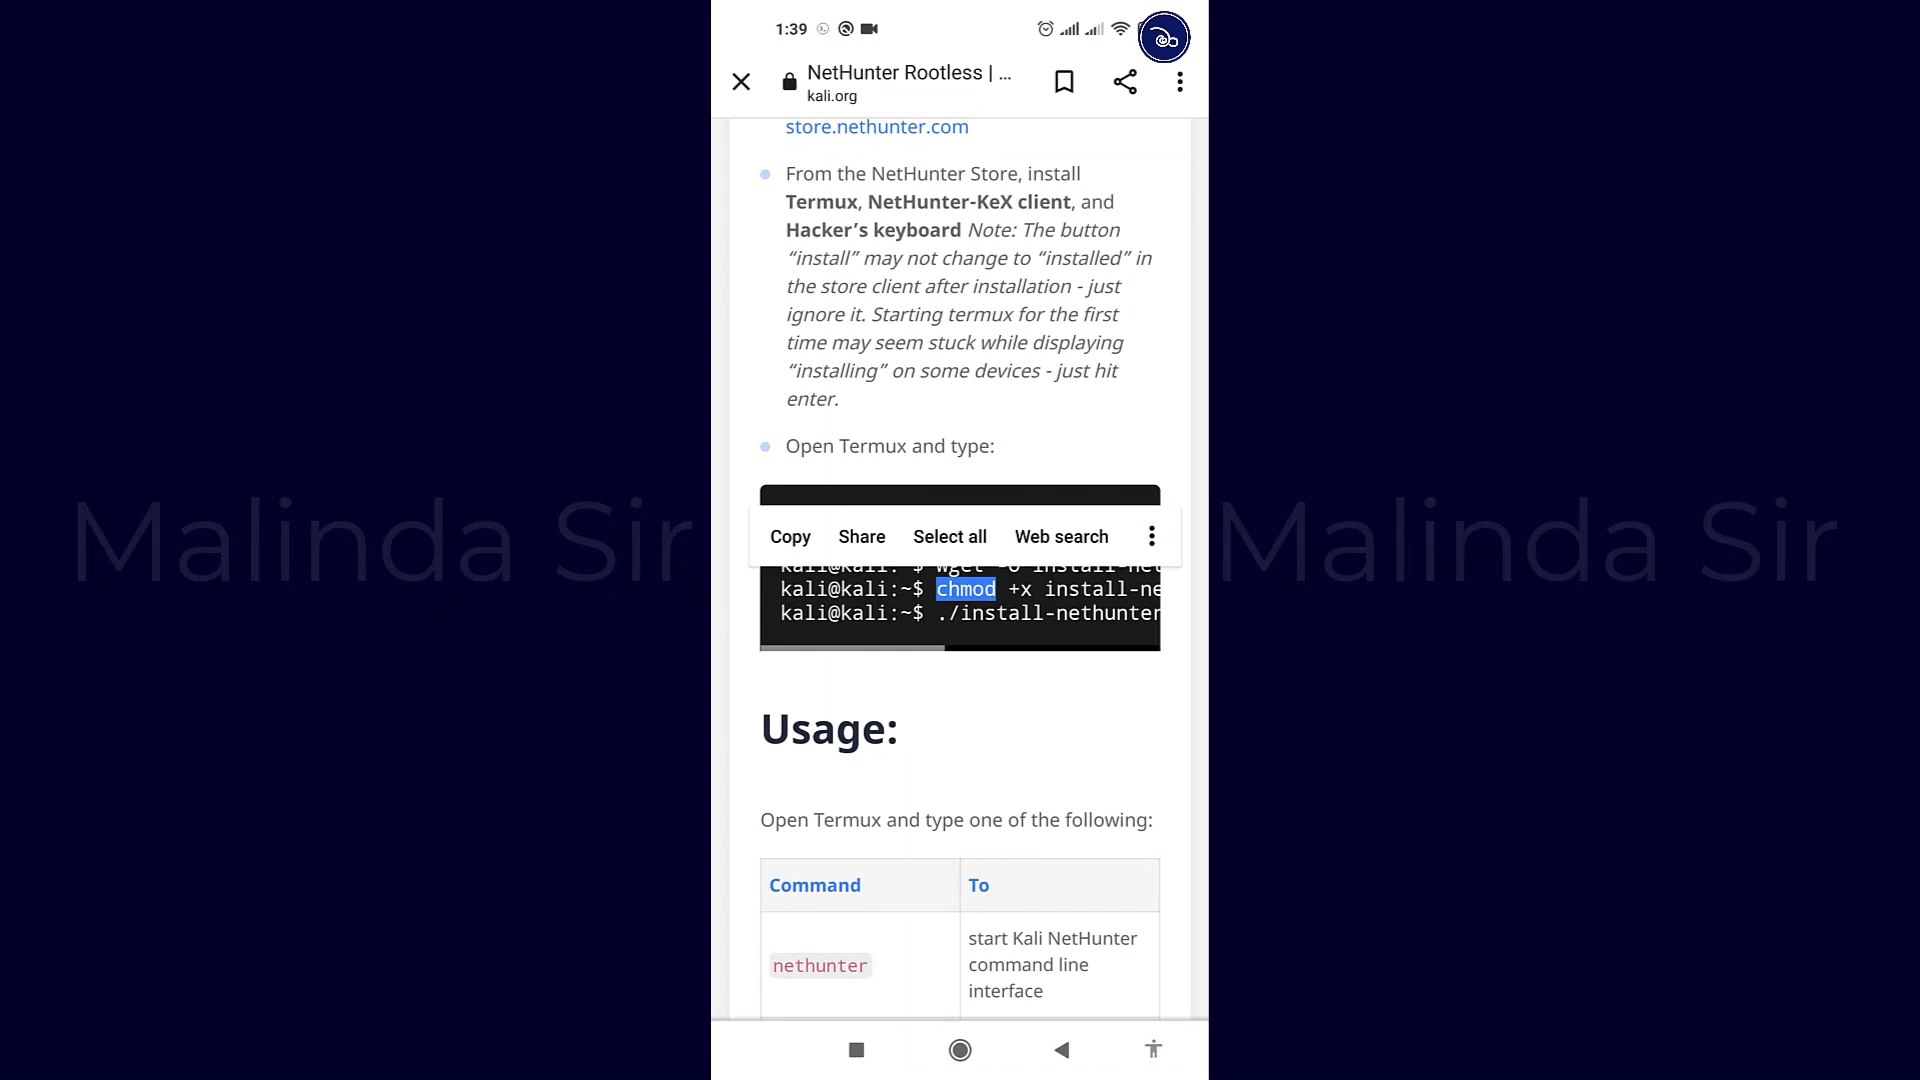 1:39
NetHunter Rootless | ...
kali.org
store.nethunter.com
From the NetHunter Store, install
Termux, NetHunter-KeX client, and
Hacker’s keyboard Note: The button
“install” may not change to “installed” in
the store client after installation - just
ignore it. Starting termux for the first
time may seem stuck while displaying
“installing” on some devices - just hit
enter.
Open Termux and type:
Copy Share Select all Web search
kali@kali:~$ wget -O install-net
kali@kali:~$ chmod +x install-ne
kali@kali:~$ ./install-nethunter
Usage:
Open Termux and type one of the following:
Command To
nethunter
start Kali NetHunter
command line
interface
Malinda Sir
Malinda Sir